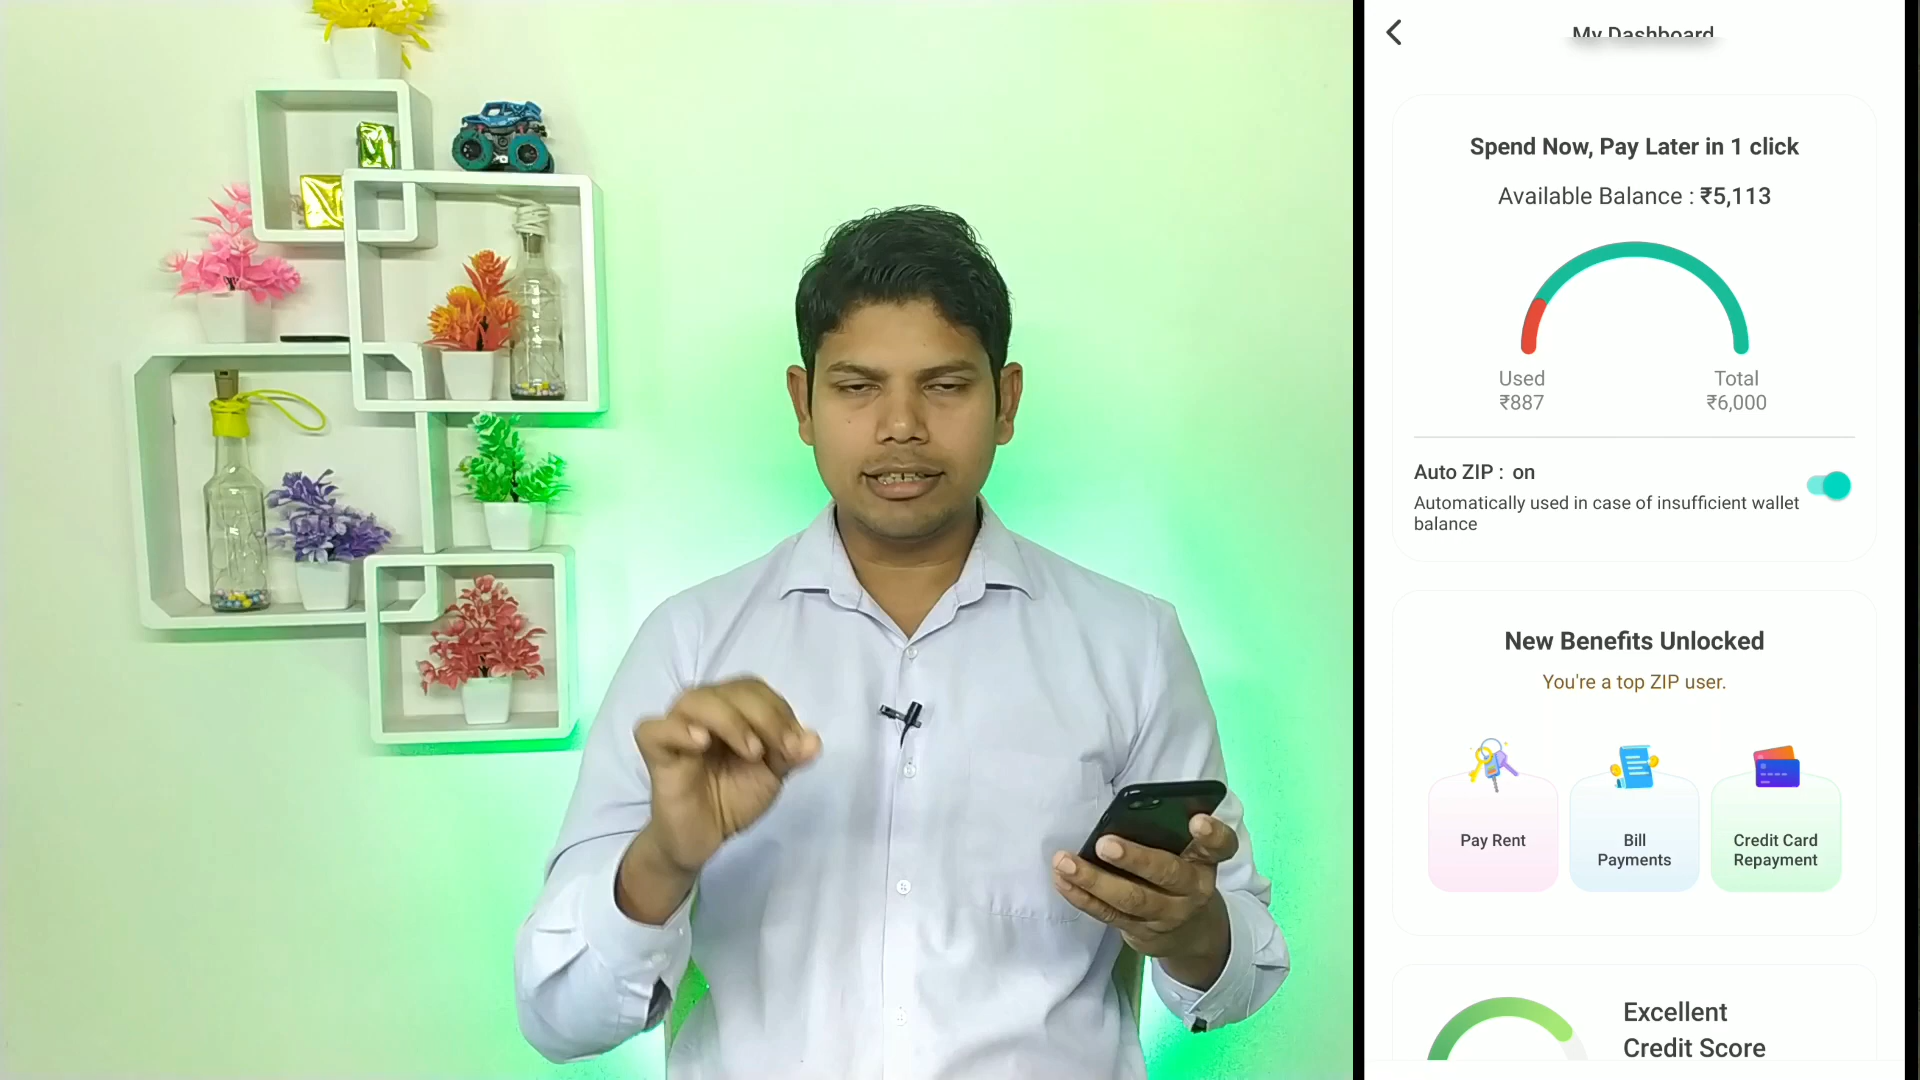 My Dashboard
Spend Now, Pay Later in 1 click
Available Balance : ₹5,113
Used
₹887
Total
₹6,000
Auto ZIP : on
Automatically used in case of insufficient wallet
balance
New Benefits Unlocked
You're a top ZIP user.
Pay Rent
Bill
Payments
Credit Card
Repayment
Excellent
Credit Score